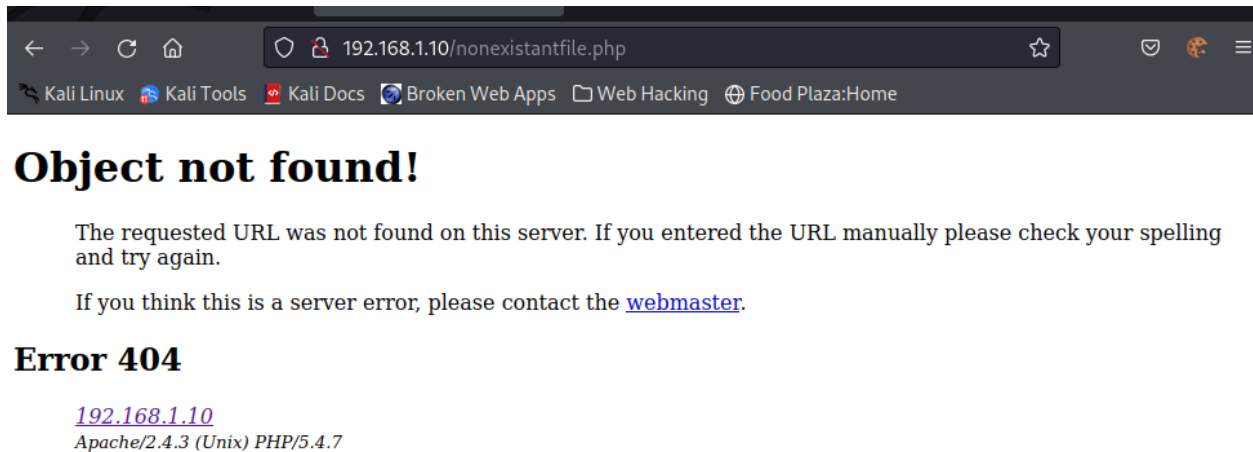 192.168.1.10/nonexistantfile.php
Kali Linux Kali Tools Kali Docs Broken Web Apps Web Hacking Food Plaza:Home
Object not found!
The requested URL was not found on this server. If you entered the URL manually please check your spelling
and try again.
If you think this is a server error, please contact the webmaster.
Error 404
192.168.1.10
Apache/2.4.3 (Unix) PHP/5.4.7